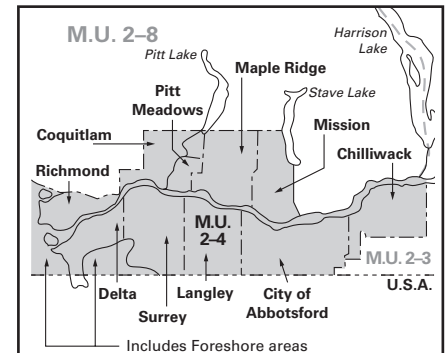 M.U. 2–8
Pitt Lake
Harrison
Lake
Maple Ridge
Pitt
Meadows
Stave Lake
Mission
Coquitlam
Chilliwack
Richmond
M.U.
2–4
M.U. 2–3
U.S.A.
Delta
Langley
City of
Abbotsford
Surrey
Includes Foreshore areas